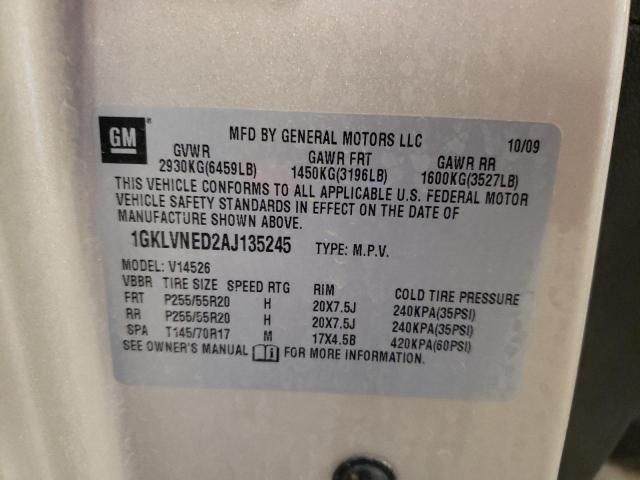 GM ® MFD BY GENERAL MOTORS LLC 10/09
GVWR GAWR FRT GAWR RR
2930KG(6459LB) 1450KG(3196LB) 1600KG(3527LB)
THIS VEHICLE CONFORMS TO ALL APPLICABLE U.S. FEDERAL MOTOR
VEHICLE SAFETY STANDARDS IN EFFECT ON THE DATE OF
MANUFACTURE SHOWN ABOVE.
1GKLVNED2AJ135245 TYPE: M.P.V.
MODEL: V14526
VBBR TIRE SIZE SPEED RTG RIM COLD TIRE PRESSURE
FRT P255/55R20 H 20X7.5J 240KPA(35PSI)
RR P255/55R20 H 20X7.5J 240KPA(35PSI)
SPA T145/70R17 M 17X4.5B 420KPA(60PSI)
SEE OWNER'S MANUAL i FOR MORE INFORMATION.